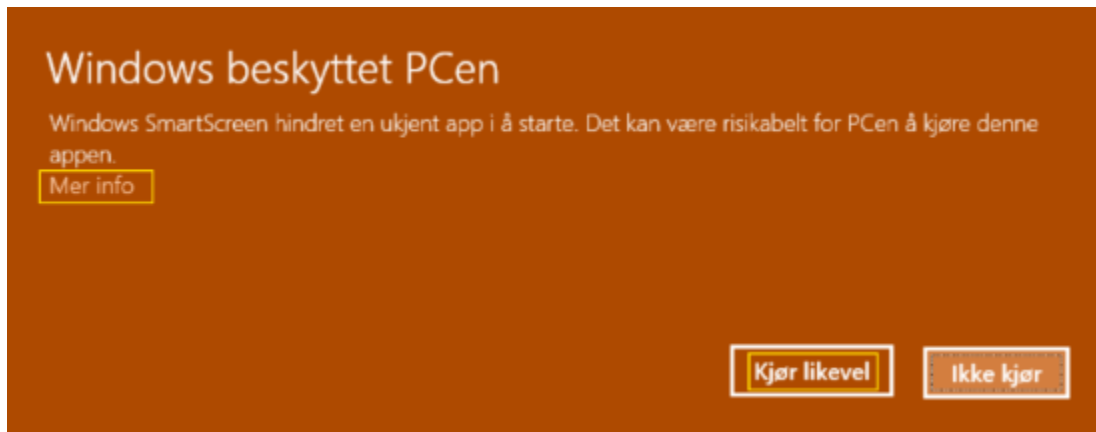 Windows beskyttet PCen
Windows SmartScreen hindret en ukjent app i å starte. Det kan være risikabelt for PCen å kjøre denne
appen.
Mer info
Kjør likevel
Ikke kjør